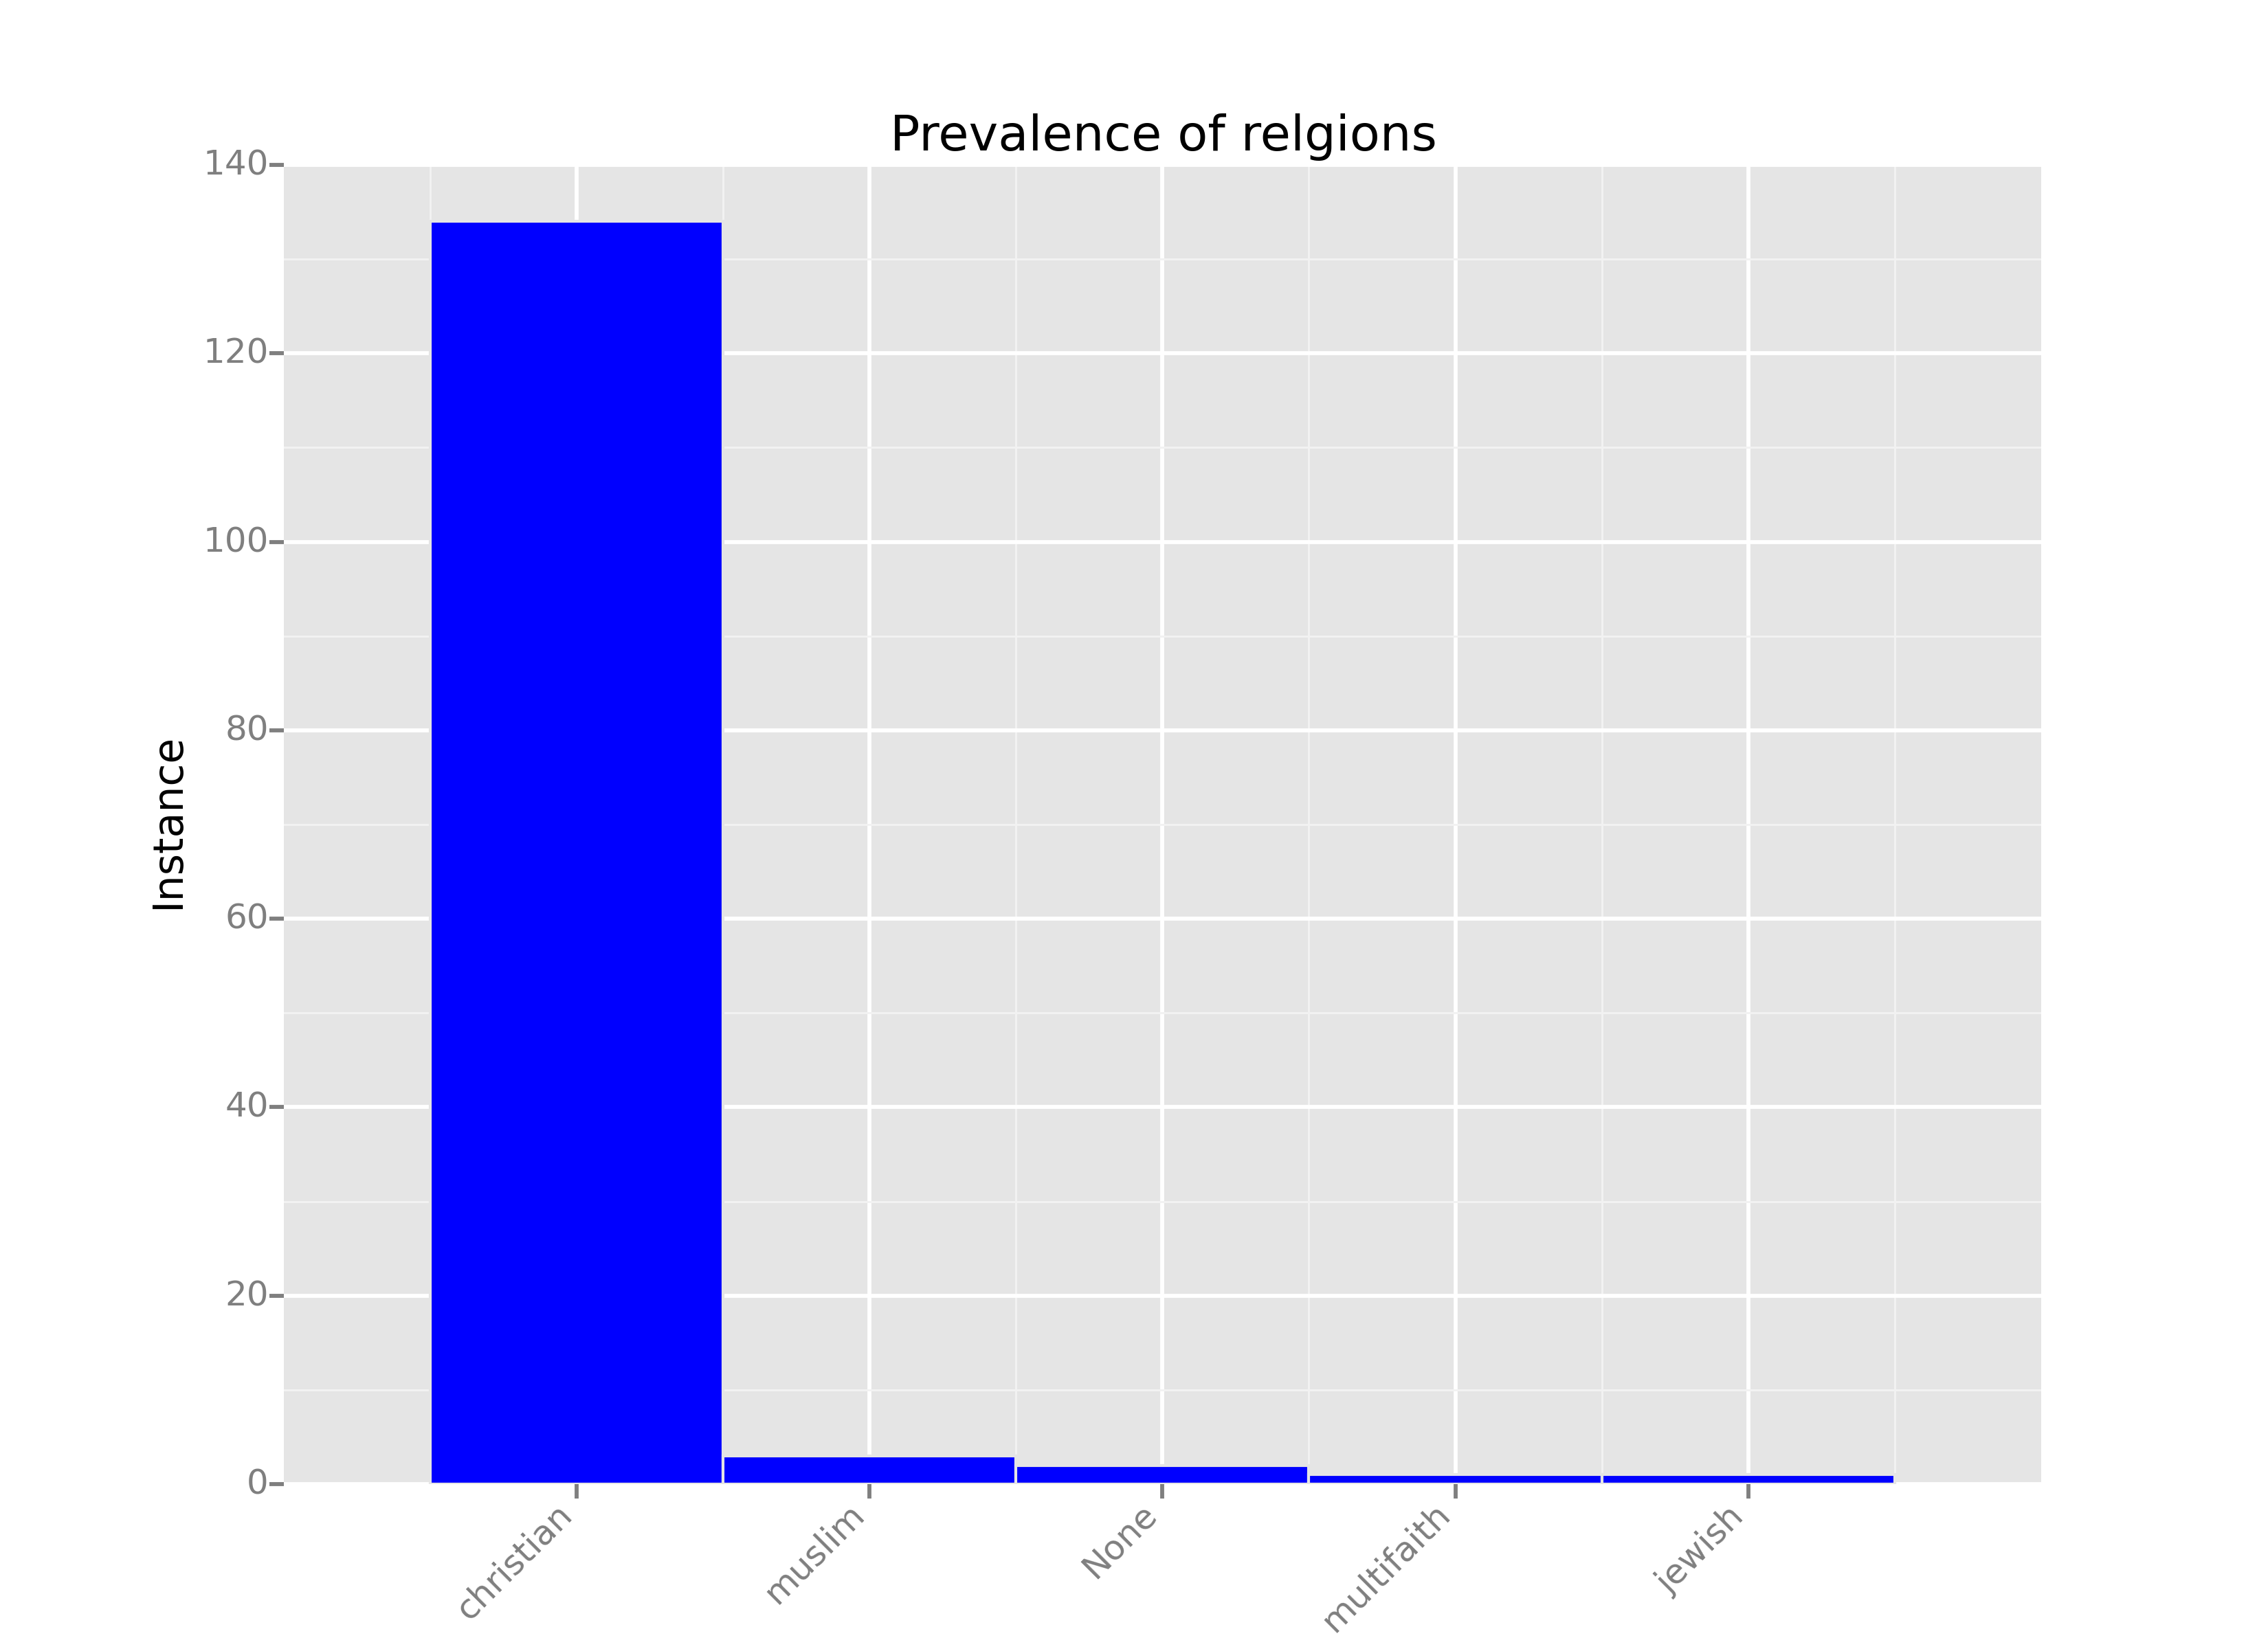 Prevalence of relgions
140
120
100
80
60
40
20
0
Instance
christian
muslim
None
multifaith
jewish